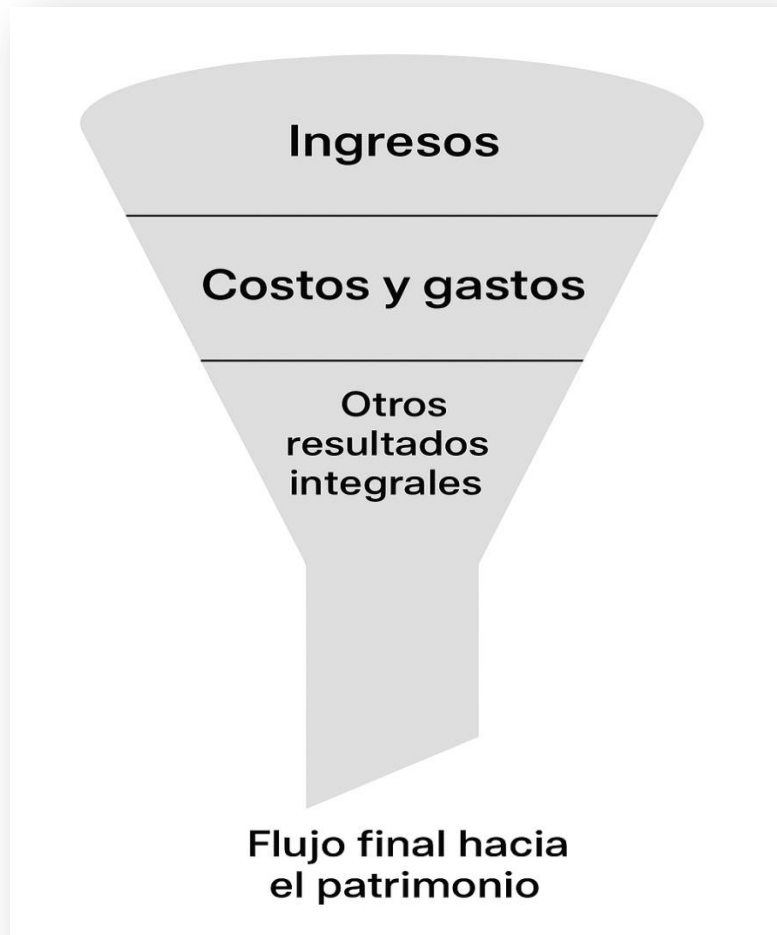 Ingresos
Costos y gastos
Otros
resultados
integrales
Flujo final hacia
el patrimonio